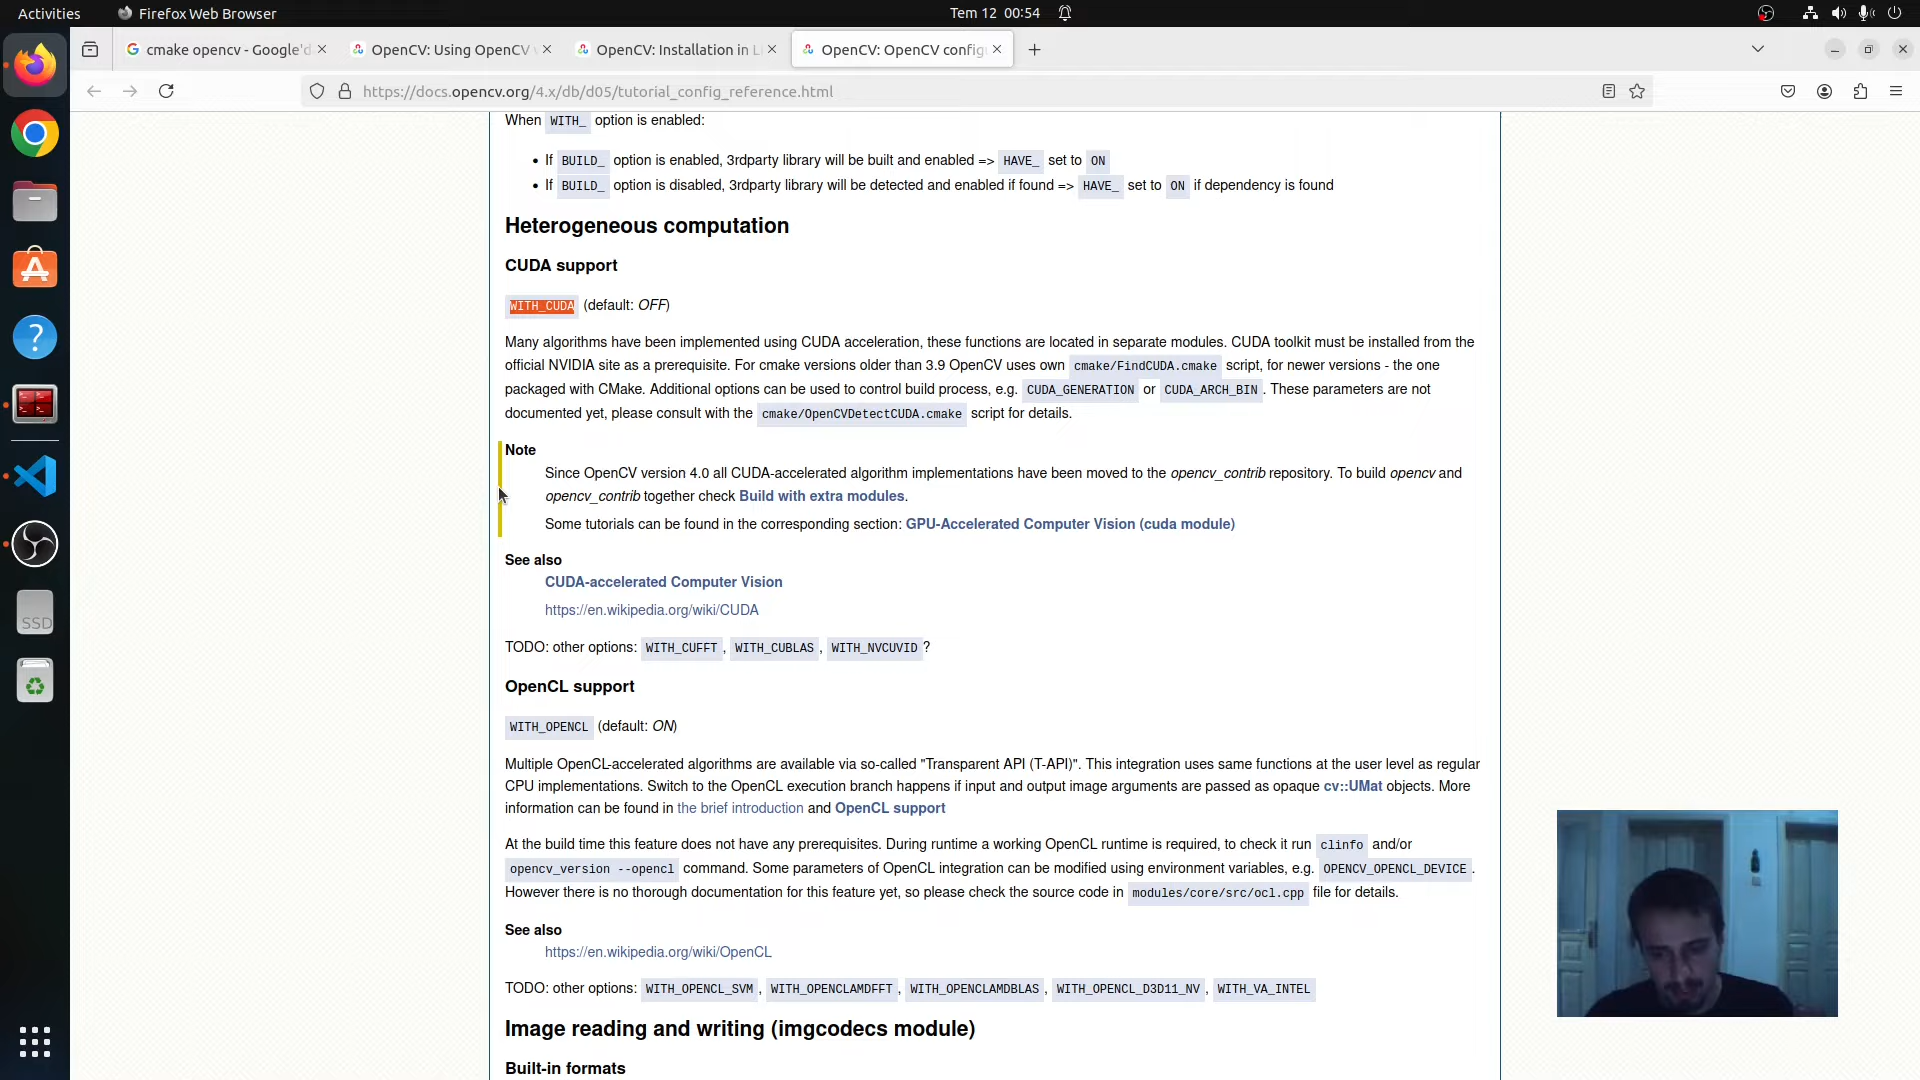 Activities
Firefox Web Browser
Tem 12 00:54
cmake opencv - Google'd
OpenCV: Using OpenCV
OpenCV: Installation in Li
OpenCV: OpenCV config
https://docs.opencv.org/4.x/db/d05/tutorial_config_reference.html
When WITH_ option is enabled:
• If BUILD_ option is enabled, 3rdparty library will be built and enabled => HAVE_ set to ON
• If BUILD_ option is disabled, 3rdparty library will be detected and enabled if found => HAVE_ set to ON if dependency is found
Heterogeneous computation
CUDA support
WITH_CUDA (default: OFF)
Many algorithms have been implemented using CUDA acceleration, these functions are located in separate modules. CUDA toolkit must be installed from the
official NVIDIA site as a prerequisite. For cmake versions older than 3.9 OpenCV uses own cmake/FindCUDA.cmake script, for newer versions - the one
packaged with CMake. Additional options can be used to control build process, e.g. CUDA_GENERATION or CUDA_ARCH_BIN. These parameters are not
documented yet, please consult with the cmake/OpenCVDetectCUDA.cmake script for details.
Note
Since OpenCV version 4.0 all CUDA-accelerated algorithm implementations have been moved to the opencv_contrib repository. To build opencv and
opencv_contrib together check Build with extra modules.
Some tutorials can be found in the corresponding section: GPU-Accelerated Computer Vision (cuda module)
See also
CUDA-accelerated Computer Vision
https://en.wikipedia.org/wiki/CUDA
TODO: other options: WITH_CUFFT, WITH_CUBLAS, WITH_NVCUVID?
OpenCL support
WITH_OPENCL (default: ON)
Multiple OpenCL-accelerated algorithms are available via so-called "Transparent API (T-API)". This integration uses same functions at the user level as regular
CPU implementations. Switch to the OpenCL execution branch happens if input and output image arguments are passed as opaque cv::UMat objects. More
information can be found in the brief introduction and OpenCL support
At the build time this feature does not have any prerequisites. During runtime a working OpenCL runtime is required, to check it run clinfo and/or
opencv_version --opencl command. Some parameters of OpenCL integration can be modified using environment variables, e.g. OPENCV_OPENCL_DEVICE.
However there is no thorough documentation for this feature yet, so please check the source code in modules/core/src/ocl.cpp file for details.
See also
https://en.wikipedia.org/wiki/OpenCL
TODO: other options: WITH_OPENCL_SVM, WITH_OPENCLAMDFFT, WITH_OPENCLAMDBLAS, WITH_OPENCL_D3D11_NV, WITH_VA_INTEL
Image reading and writing (imgcodecs module)
Built-in formats
SSD